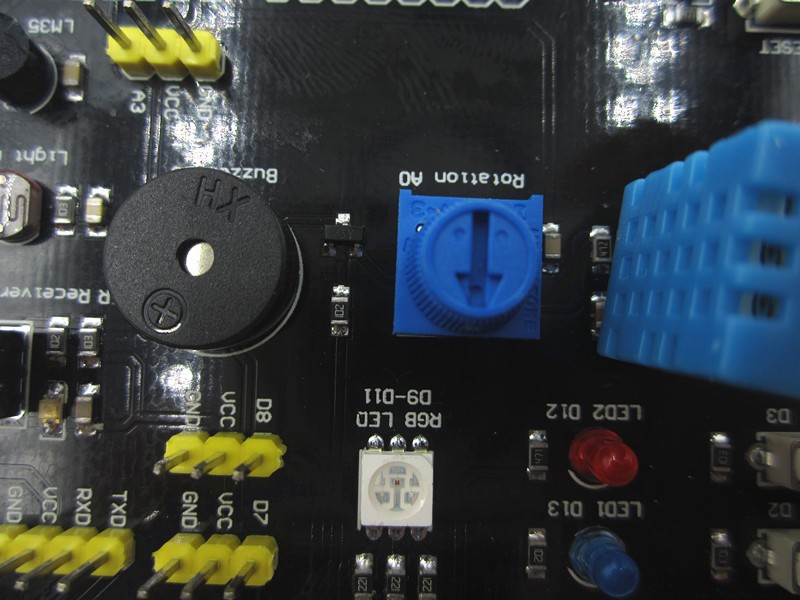 LM35
A3
VCC
GND
ESET
Light
Buzz
HX
Rotation A0
R Receiver
D9-D11
RGB LED
GND
VCC
D8
LED2 D12
D3
GND
VCC
RXD
TXD
GND
VCC
D7
LED1 D13
D2